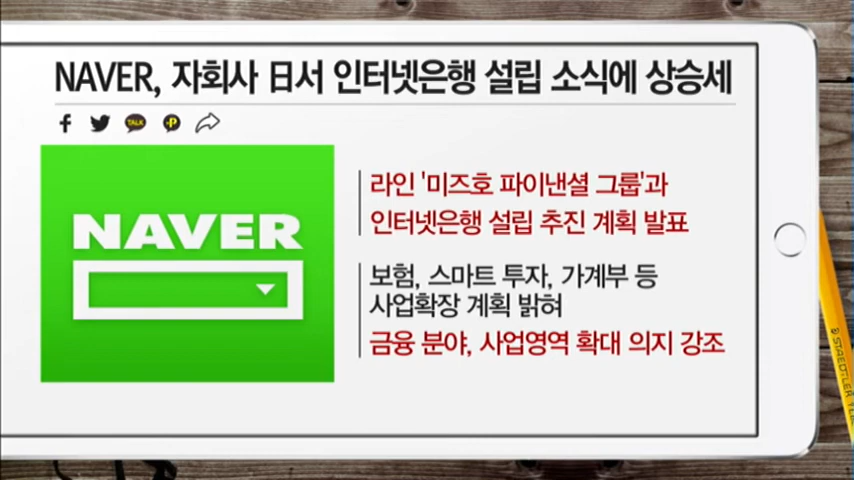 NAVER, 자회사 日서 인터넷은행 설립 소식에 상승세
TALK
P
NAVER
라인 '미즈호 파이낸셜 그룹'과
인터넷은행 설립 추진 계획 발표
보험, 스마트 투자, 가계부 등
사업확장 계획 밝혀
금융 분야, 사업영역 확대 의지 강조
STAEDTLER